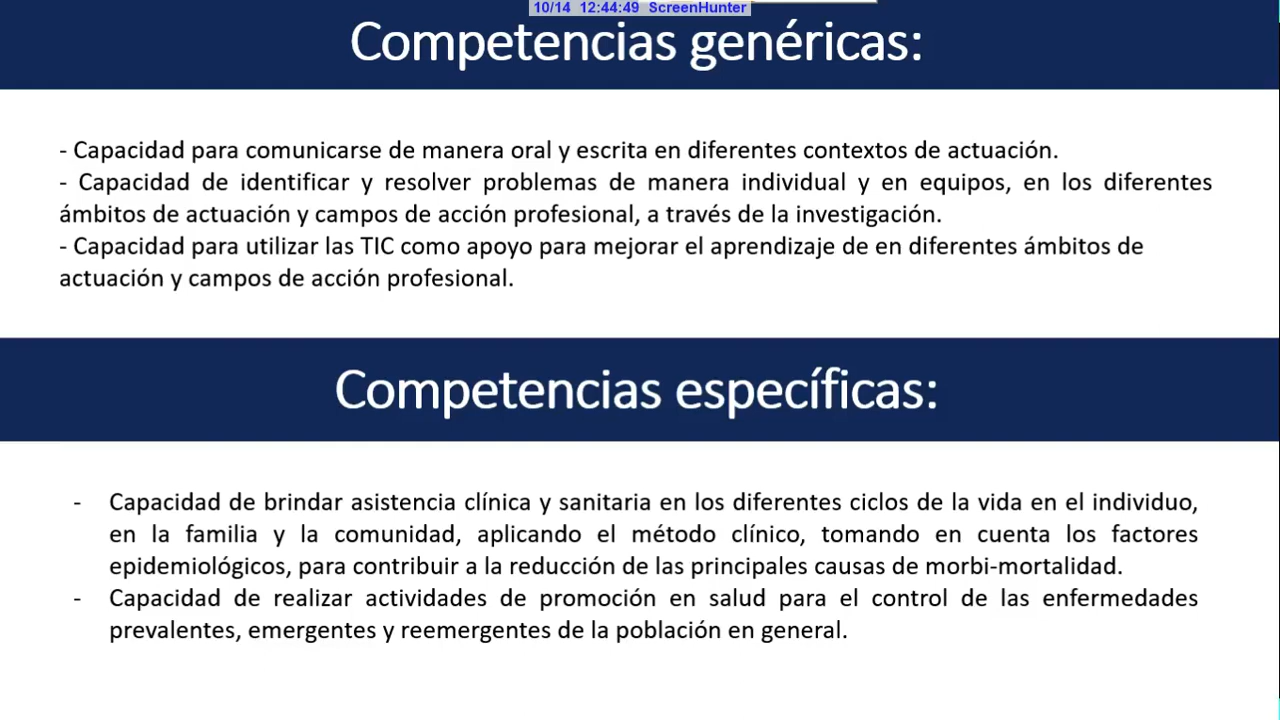 10/14 12:44:49 ScreenHunter
Competencias genéricas:
- Capacidad para comunicarse de manera oral y escrita en diferentes contextos de actuación.
- Capacidad de identificar y resolver problemas de manera individual y en equipos, en los diferentes
ámbitos de actuación y campos de acción profesional, a través de la investigación.
- Capacidad para utilizar las TIC como apoyo para mejorar el aprendizaje de en diferentes ámbitos de
actuación y campos de acción profesional.
Competencias específicas:
- Capacidad de brindar asistencia clínica y sanitaria en los diferentes ciclos de la vida en el individuo,
en la familia y la comunidad, aplicando el método clínico, tomando en cuenta los factores
epidemiológicos, para contribuir a la reducción de las principales causas de morbi-mortalidad.
- Capacidad de realizar actividades de promoción en salud para el control de las enfermedades
prevalentes, emergentes y reemergentes de la población en general.